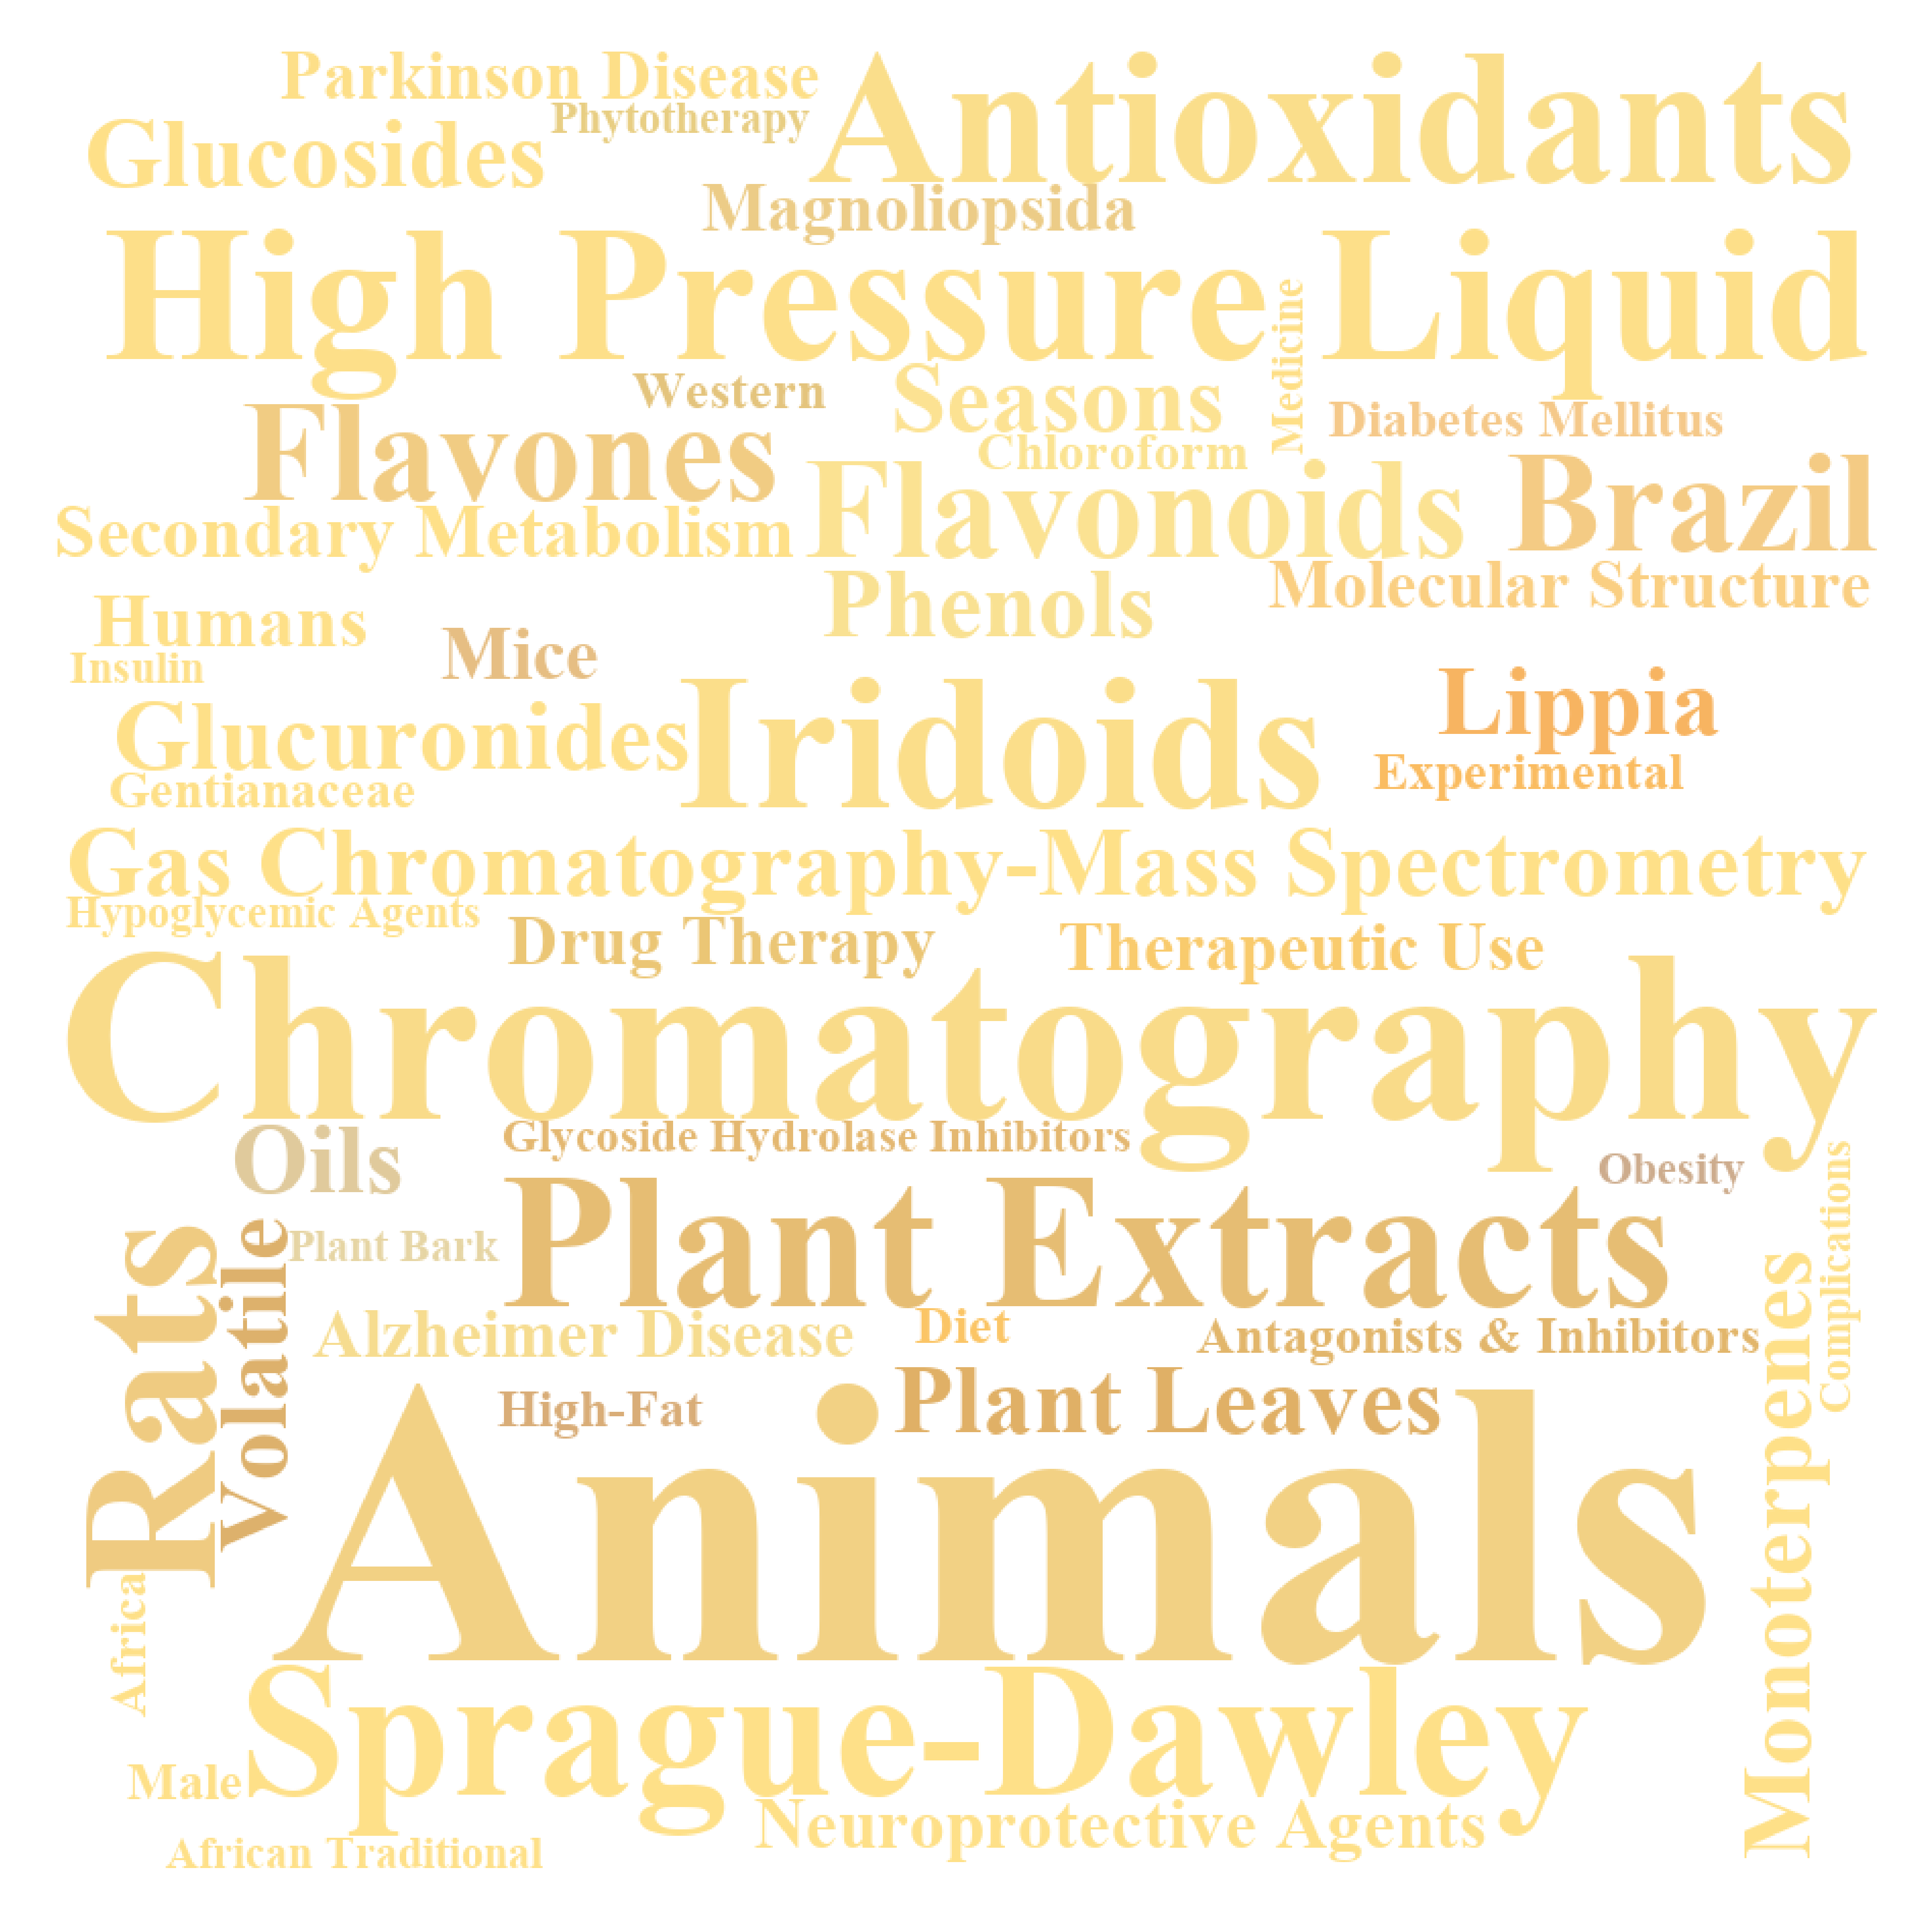 Parkinson Disease
Antioxidants
Phytotherapy
Glucosides
Magnoliopsida
High Pressure Liquid
Medicine
Western
Seasons
Diabetes Mellitus
Flavones
Chloroform
Flavonoids
Brazil
Secondary Metabolism
Phenols
Molecular Structure
Humans
Mice
Insulin
Iridoids
Lippia
Glucuronides
Experimental
Gentianaceae
Gas Chromatography-Mass Spectrometry
Hypoglycemic Agents
Drug Therapy
Therapeutic Use
Chromatography
Glycoside Hydrolase Inhibitors
Oils
Obesity
Complications
Plant Extracts
Rats
Volatile
Plant Bark
Monoterpenes
Alzheimer Disease
Diet
Antagonists & Inhibitors
High-Fat
Plant Leaves
Animals
Africa
Sprague-Dawley
Male
Neuroprotective Agents
African Traditional